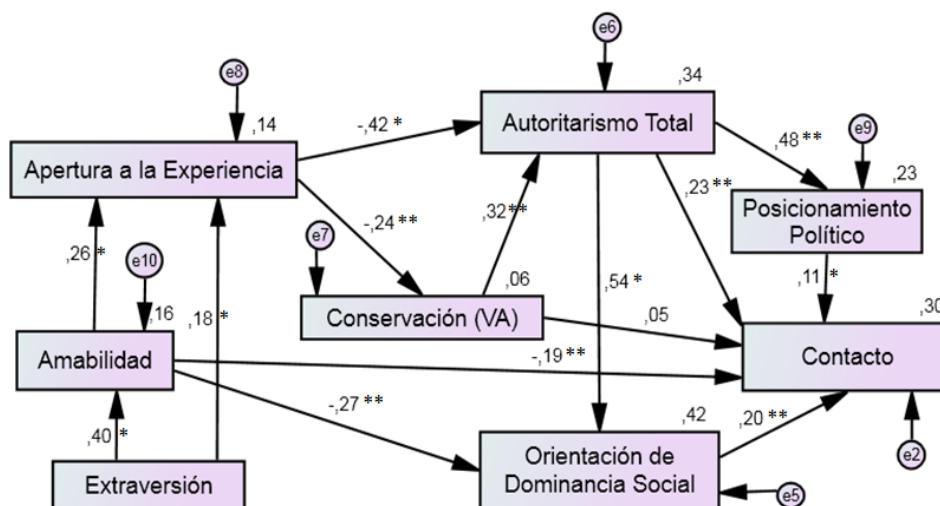 e6
e8
,34
,14
Autoritarismo Total
-,42 *
e9
Apertura a la Experiencia
,48 **
,23
,23 **
Posicionamiento
Político
-,24 **
,32 **
,26 *
e10
e7
,06
,54 *
,11 *
,16
,18 *
Conservación (VA)
,05
,30
Amabilidad
-,19 **
Contacto
-,27 **
,42
,20 **
,40 *
Orientación de
Dominancia Social
e2
Extraversión
e5